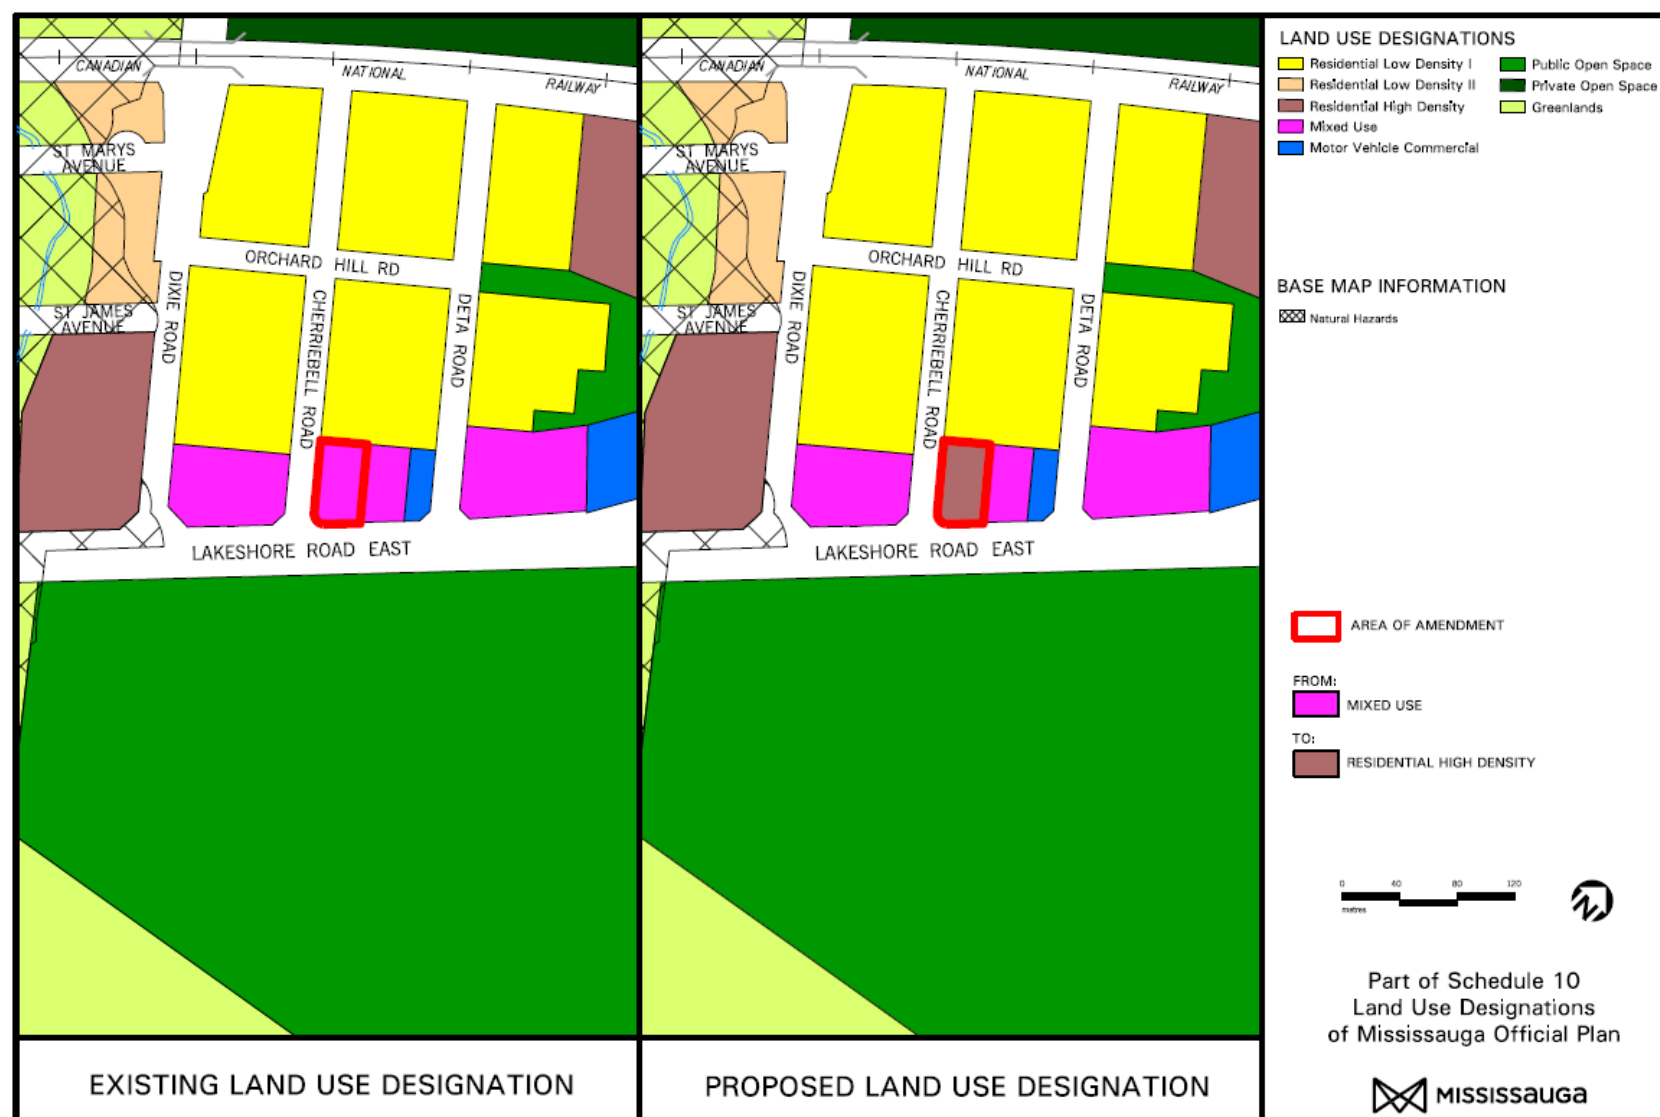 CANADIAN
NATIONAL
RAILWAY
ST MARYS
AVENUE
ORCHARD HILL RD
DIXIE ROAD
CHERRIEBELL ROAD
DETA ROAD
ST JAMES
AVENUE
LAKESHORE ROAD EAST
EXISTING LAND USE DESIGNATION
CANADIAN
NATIONAL
RAILWAY
ST MARYS
AVENUE
ORCHARD HILL RD
DIXIE ROAD
CHERRIEBELL ROAD
DETA ROAD
ST JAMES
AVENUE
LAKESHORE ROAD EAST
PROPOSED LAND USE DESIGNATION
LAND USE DESIGNATIONS
Residential Low Density I
Residential Low Density II
Residential High Density
Mixed Use
Motor Vehicle Commercial
Public Open Space
Private Open Space
Greenlands
BASE MAP INFORMATION
Natural Hazards
AREA OF AMENDMENT
FROM:
MIXED USE
TO:
RESIDENTIAL HIGH DENSITY
0 40 80 120
metres
N
Part of Schedule 10
Land Use Designations
of Mississauga Official Plan
MISSISSAUGA